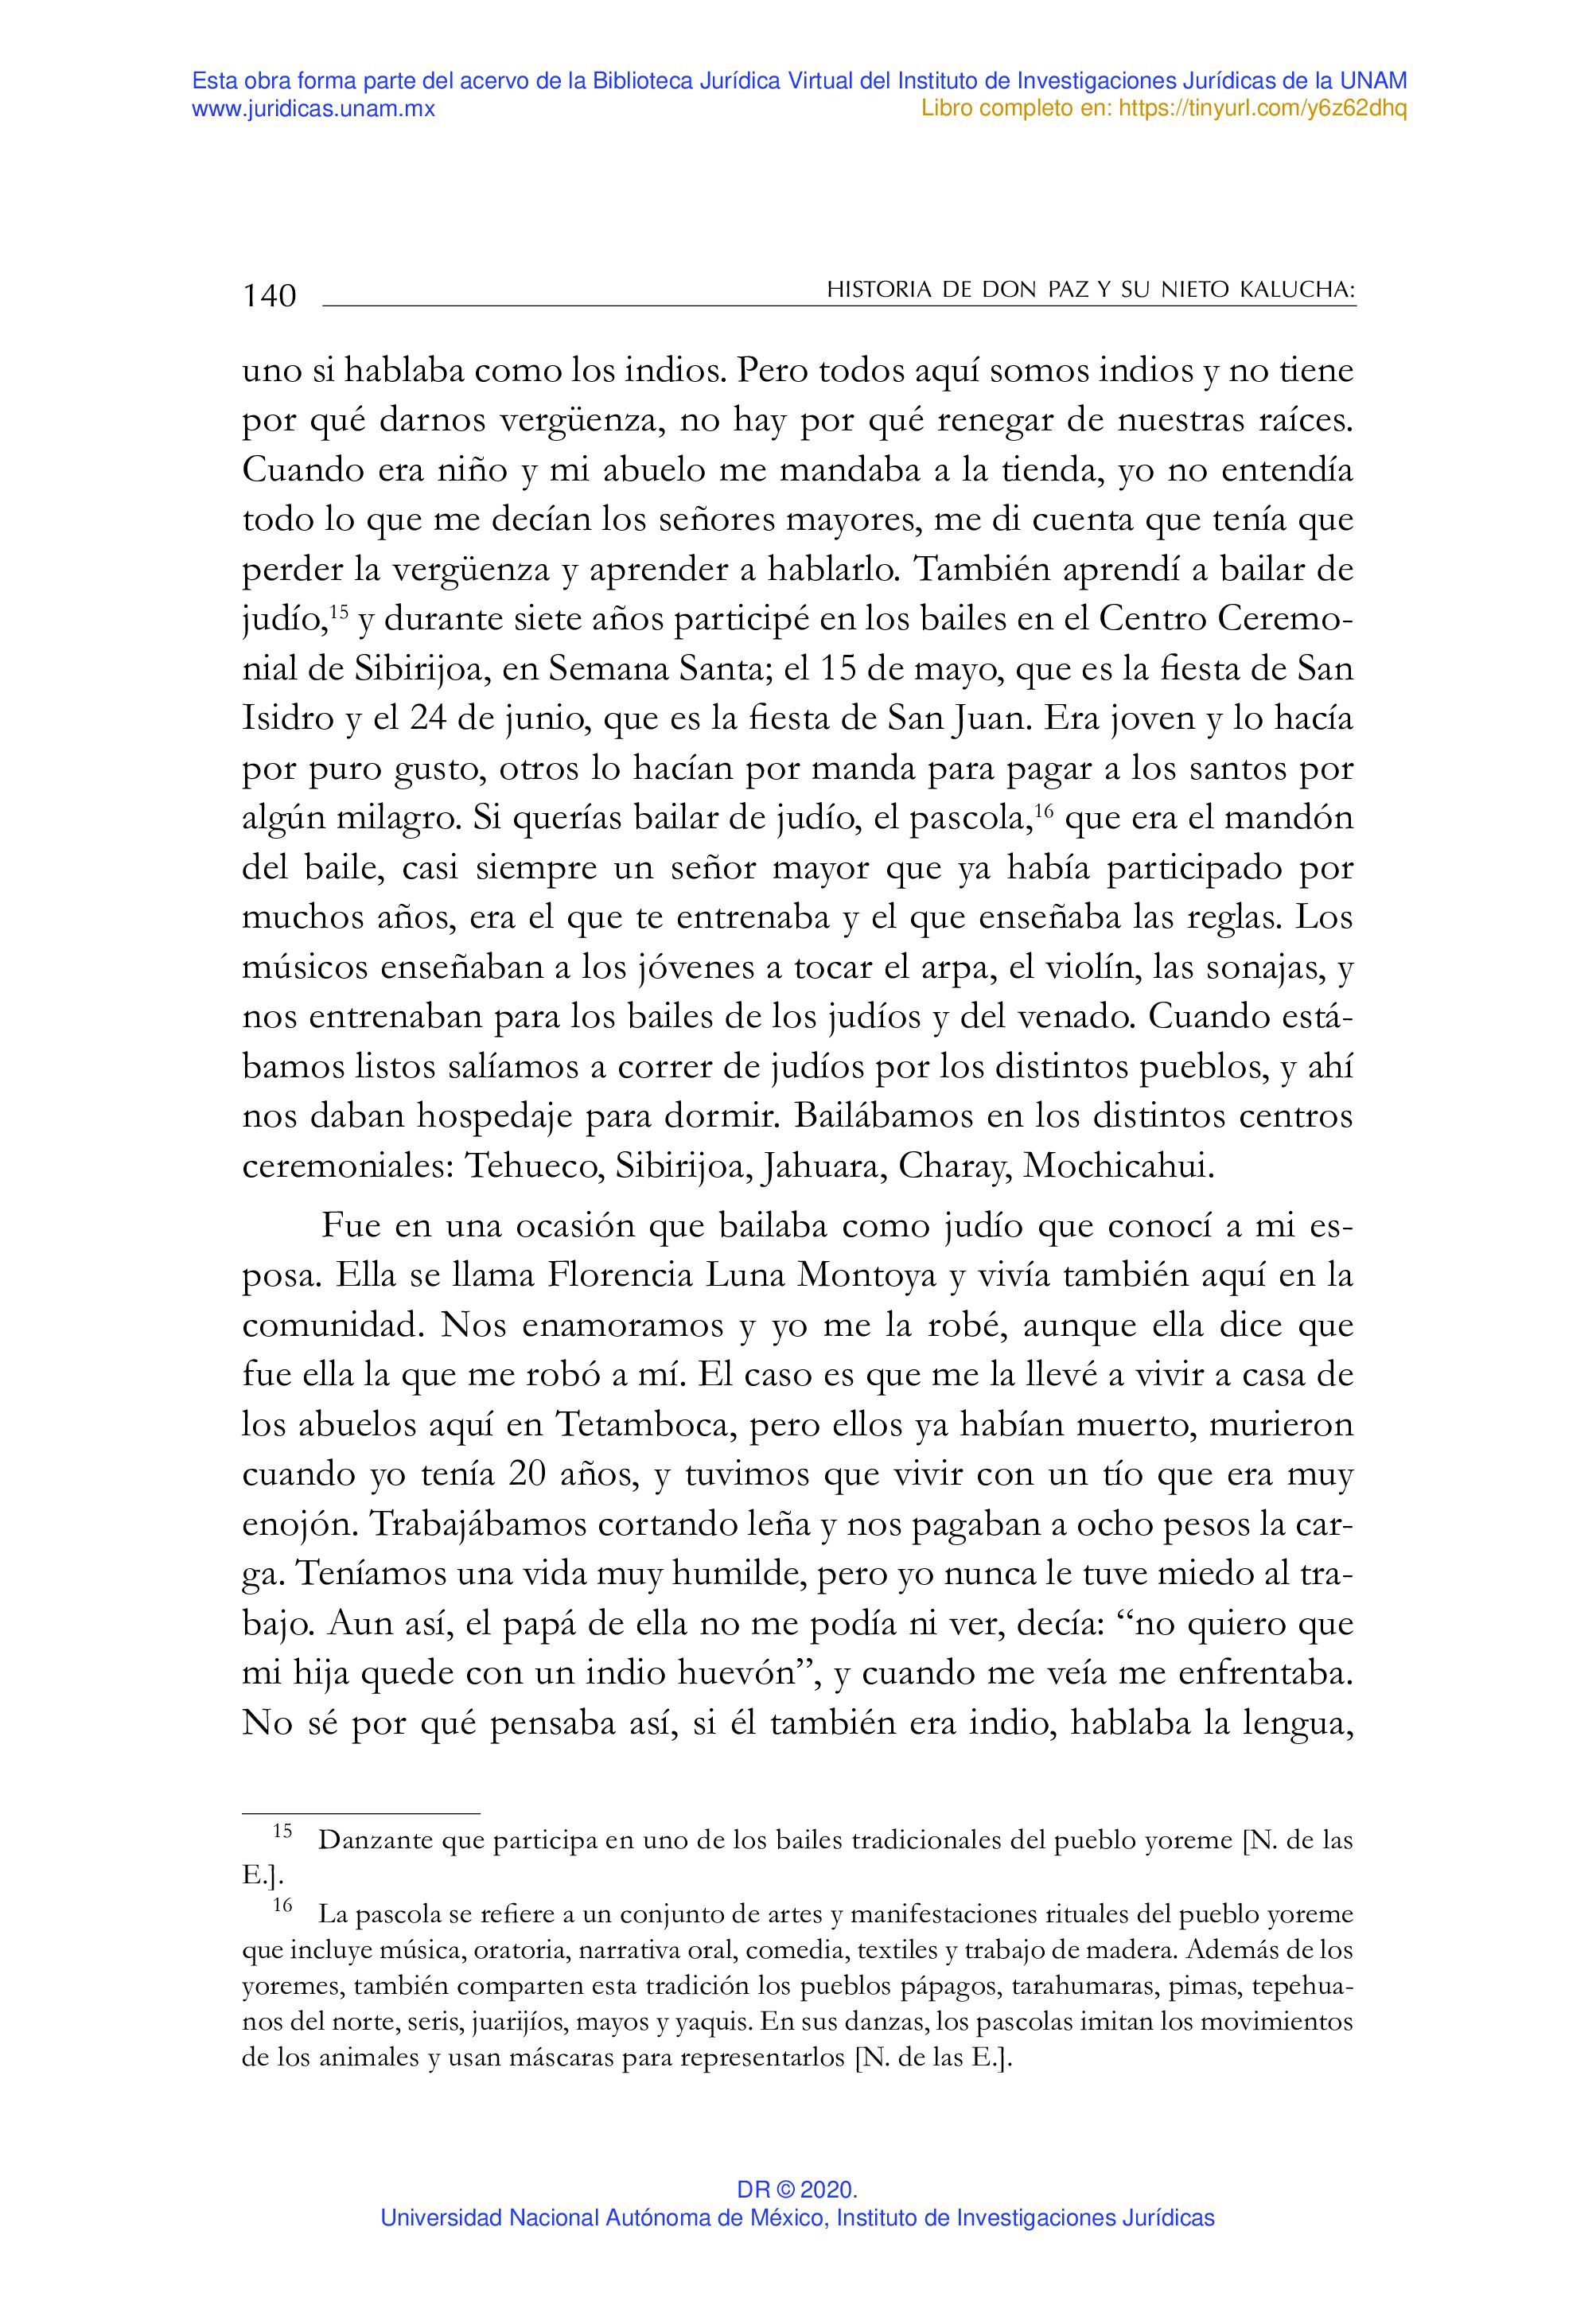 Esta obra forma parte del acervo de la Biblioteca Jurídica Virtual del Instituto de Investigaciones Jurídicas de la UNAM
www.juridicas.unam.mx
Libro completo en: https://tinyurl.com/y6z62dhq
140
HISTORIA DE DON PAZ Y SU NIETO KALUCHA:
uno si hablaba como los indios. Pero todos aquí somos indios y no tiene
por qué darnos vergüenza, no hay por qué renegar de nuestras raíces.
Cuando era niño y mi abuelo me mandaba a la tienda, yo no entendía
todo lo que me decían los señores mayores, me di cuenta que tenía que
perder la vergüenza y aprender a hablarlo. También aprendí a bailar de
judío,15 y durante siete años participé en los bailes en el Centro Ceremo-
nial de Sibirijoa, en Semana Santa; el 15 de mayo, que es la fiesta de San
Isidro y el 24 de junio, que es la fiesta de San Juan. Era joven y lo hacía
por puro gusto, otros lo hacían por manda para pagar a los santos por
algún milagro. Si querías bailar de judío, el pascola,16 que era el mandón
del baile, casi siempre un señor mayor que ya había participado por
muchos años, era el que te entrenaba y el que enseñaba las reglas. Los
músicos enseñaban a los jóvenes a tocar el arpa, el violín, las sonajas, y
nos entrenaban para los bailes de los judíos y del venado. Cuando está-
bamos listos salíamos a correr de judíos por los distintos pueblos, y ahí
nos daban hospedaje para dormir. Bailábamos en los distintos centros
ceremoniales: Tehueco, Sibirijoa, Jahuara, Charay, Mochicahui.
Fue en una ocasión que bailaba como judío que conocí a mi es-
posa. Ella se llama Florencia Luna Montoya y vivía también aquí en la
comunidad. Nos enamoramos y yo me la robé, aunque ella dice que
fue ella la que me robó a mí. El caso es que me la llevé a vivir a casa de
los abuelos aquí en Tetamboca, pero ellos ya habían muerto, murieron
cuando yo tenía 20 años, y tuvimos que vivir con un tío que era muy
enojón. Trabajábamos cortando leña y nos pagaban a ocho pesos la car-
ga. Teníamos una vida muy humilde, pero yo nunca le tuve miedo al tra-
bajo. Aun así, el papá de ella no me podía ni ver, decía: “no quiero que
mi hija quede con un indio huevón”, y cuando me veía me enfrentaba.
No sé por qué pensaba así, si él también era indio, hablaba la lengua,
15 Danzante que participa en uno de los bailes tradicionales del pueblo yoreme [N. de las
E.].
16 La pascola se refiere a un conjunto de artes y manifestaciones rituales del pueblo yoreme
que incluye música, oratoria, narrativa oral, comedia, textiles y trabajo de madera. Además de los
yoremes, también comparten esta tradición los pueblos pápagos, tarahumaras, pimas, tepehua-
nos del norte, seris, juarijíos, mayos y yaquis. En sus danzas, los pascolas imitan los movimientos
de los animales y usan máscaras para representarlos [N. de las E.].
DR © 2020.
Universidad Nacional Autónoma de México, Instituto de Investigaciones Jurídicas